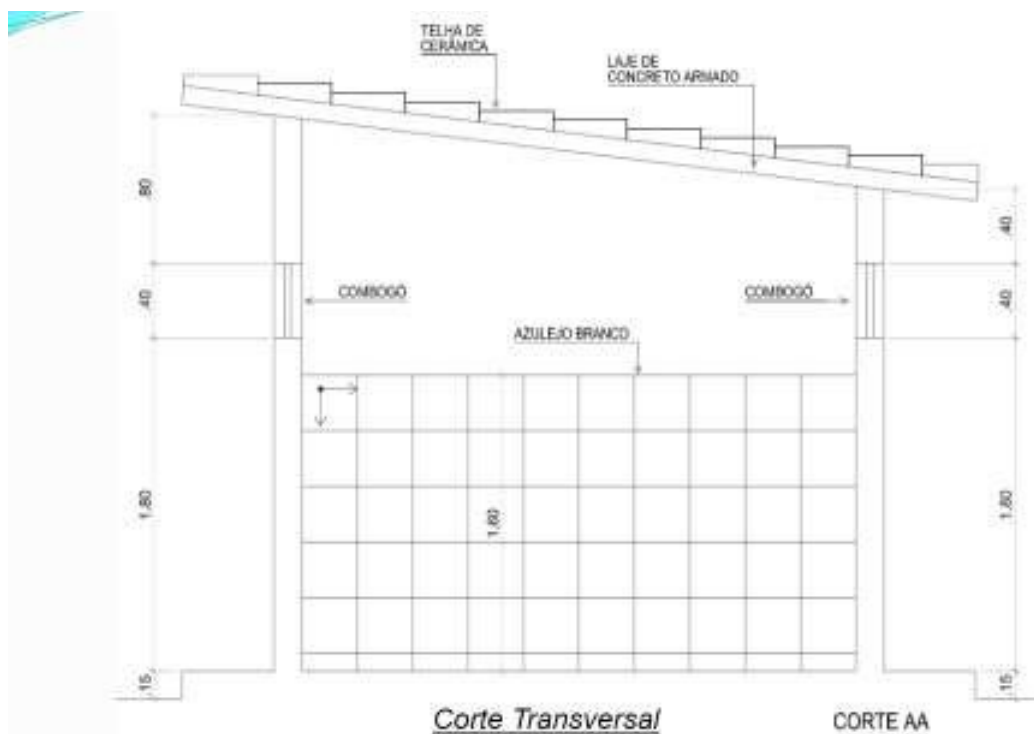 TELHA DE
CERÂMICA
LAJE DE
CONCRETO ARMADO
.80
.40
COMBOGÓ
COMBOGÓ
.40
.40
AZULEJO BRANCO
1.80
1.60
1.80
.15
.15
Corte Transversal
CORTE AA